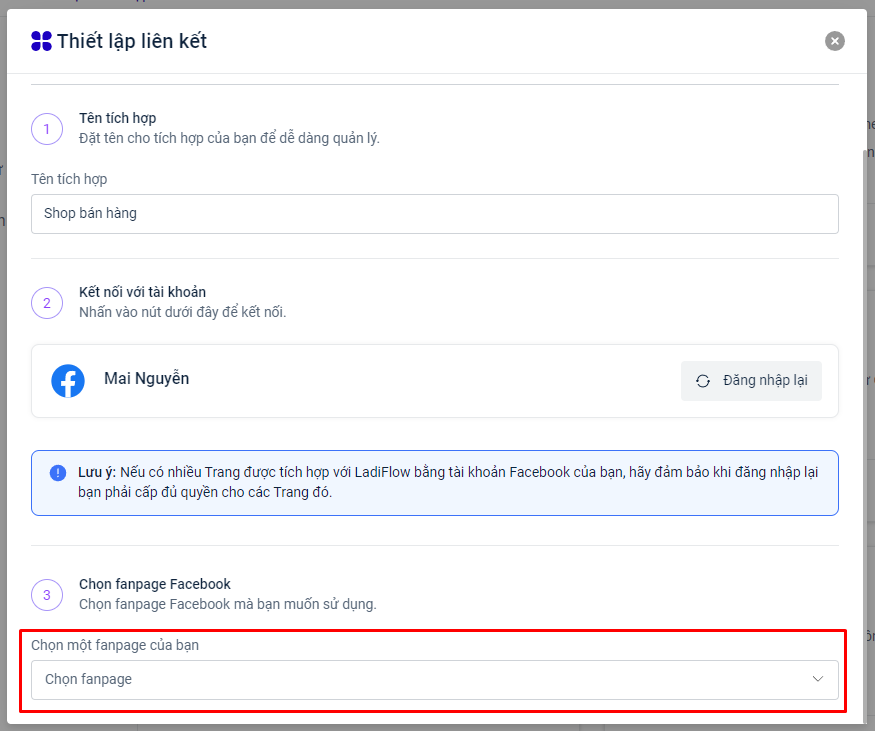 Thiết lập liên kết
1
Tên tích hợp
Đặt tên cho tích hợp của bạn để dễ dàng quản lý.
Tên tích hợp
Shop bán hàng
2
Kết nối với tài khoản
Nhấn vào nút dưới đây để kết nối.
Mai Nguyễn
Đăng nhập lại
Lưu ý: Nếu có nhiều Trang được tích hợp với LadiFlow bằng tài khoản Facebook của bạn, hãy đảm bảo khi đăng nhập lại
bạn phải cấp đủ quyền cho các Trang đó.
3
Chọn fanpage Facebook
Chọn fanpage Facebook mà bạn muốn sử dụng.
Chọn một fanpage của bạn
Chọn fanpage